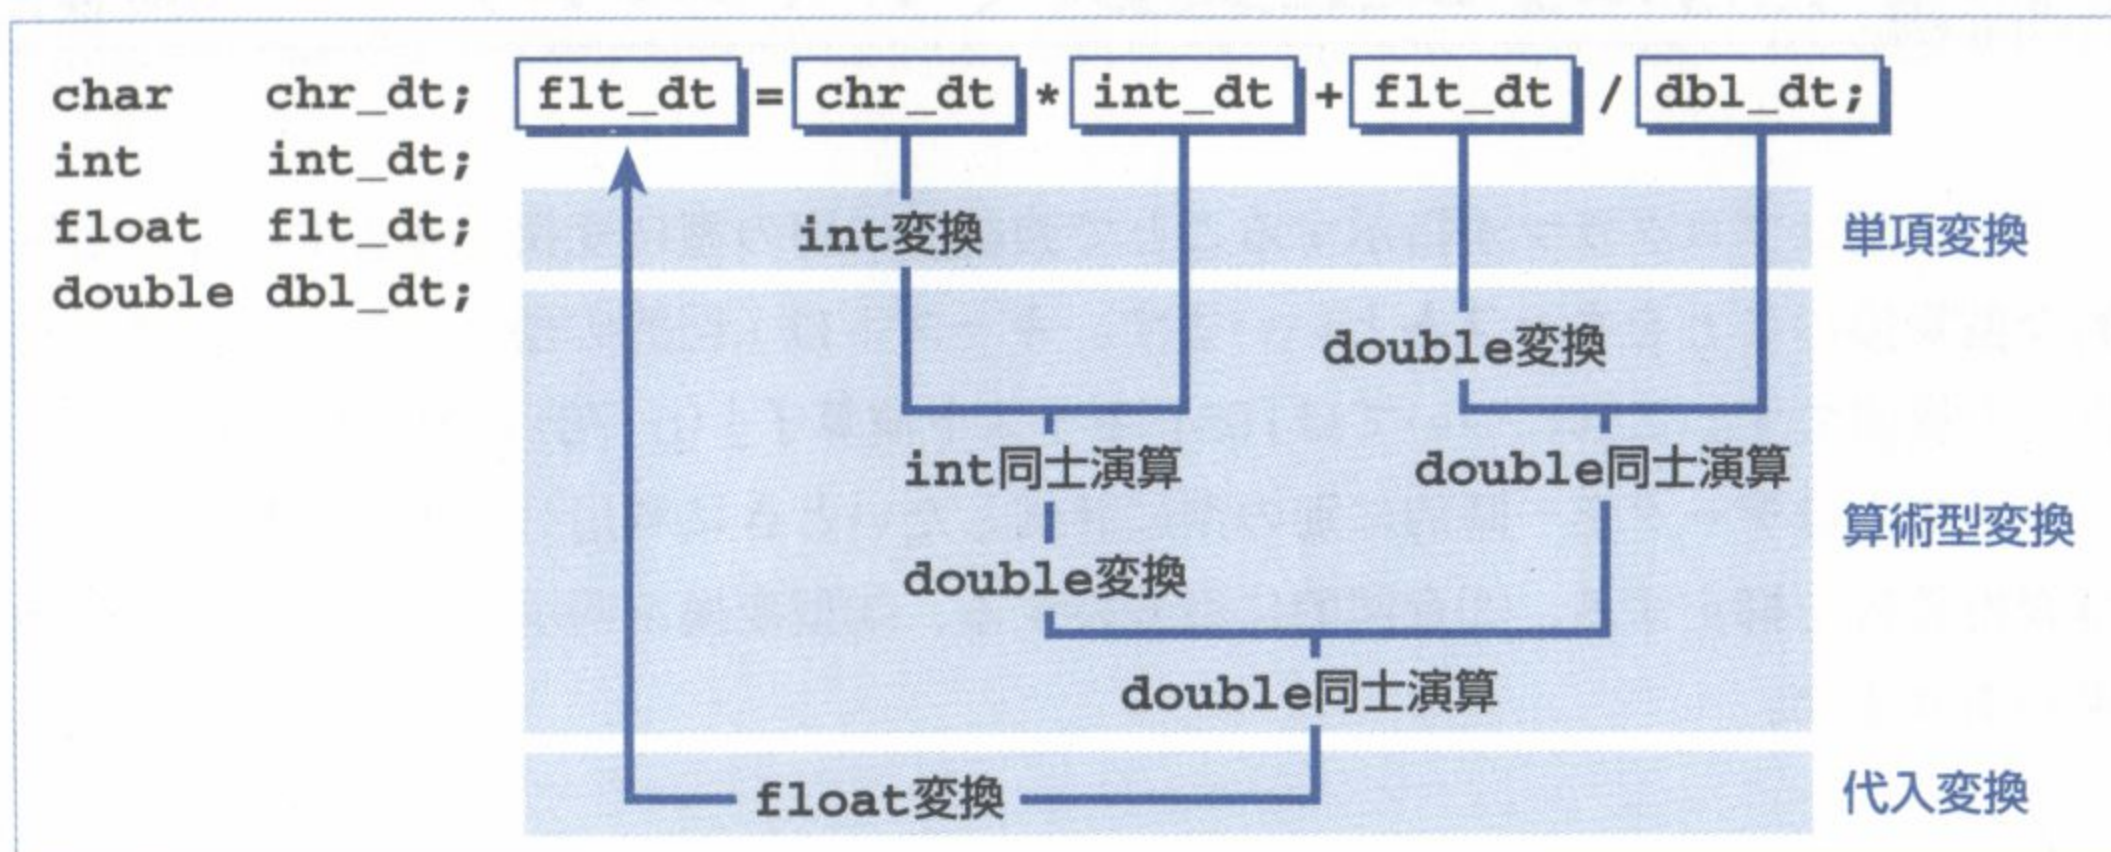 char chr_dt; flt_dt = chr_dt * int_dt + flt_dt / dbl_dt;
int int_dt;
float flt_dt;
double dbl_dt;
int変換 単項変換
double変換
int同士演算 double同士演算
算術型変換
double変換
double同士演算
float変換 代入変換